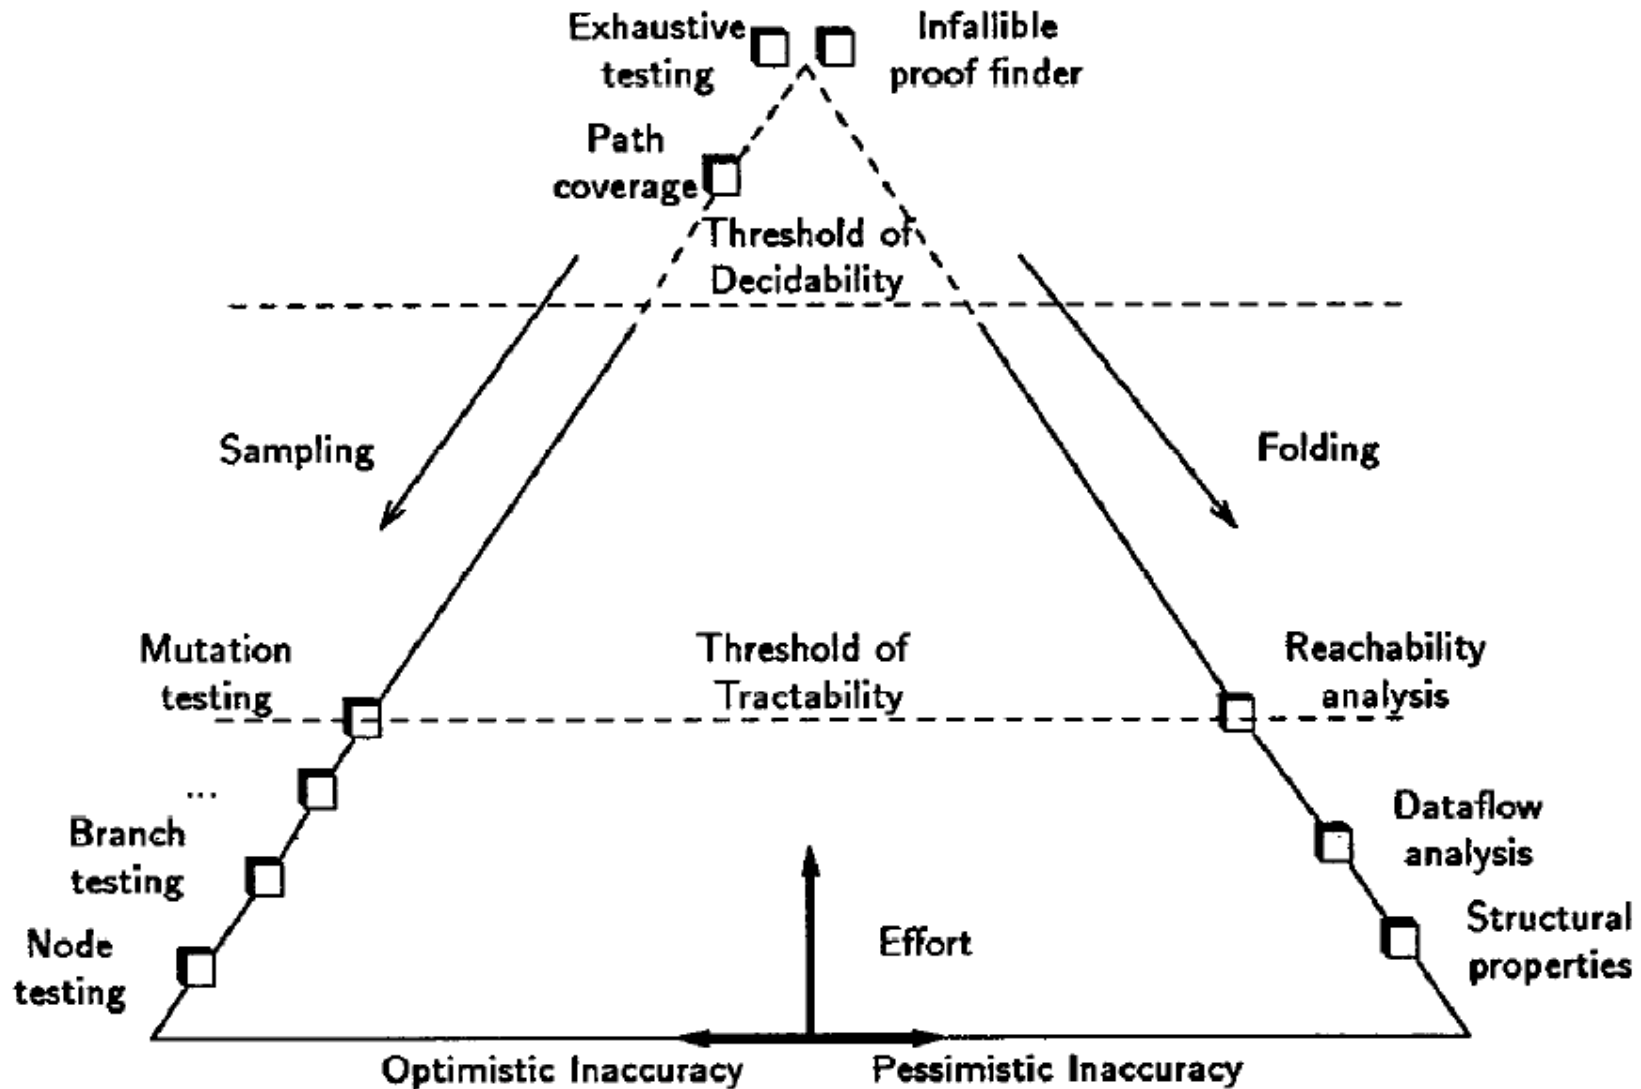 Exhaustive
testing
Infallible
proof finder
Path
coverage
Threshold of
Decidability
Sampling
Folding
Mutation
testing
Threshold of
Tractability
Reachability
analysis
...
Branch
testing
Dataflow
analysis
Node
testing
Effort
Structural
properties
Optimistic Inaccuracy
Pessimistic Inaccuracy